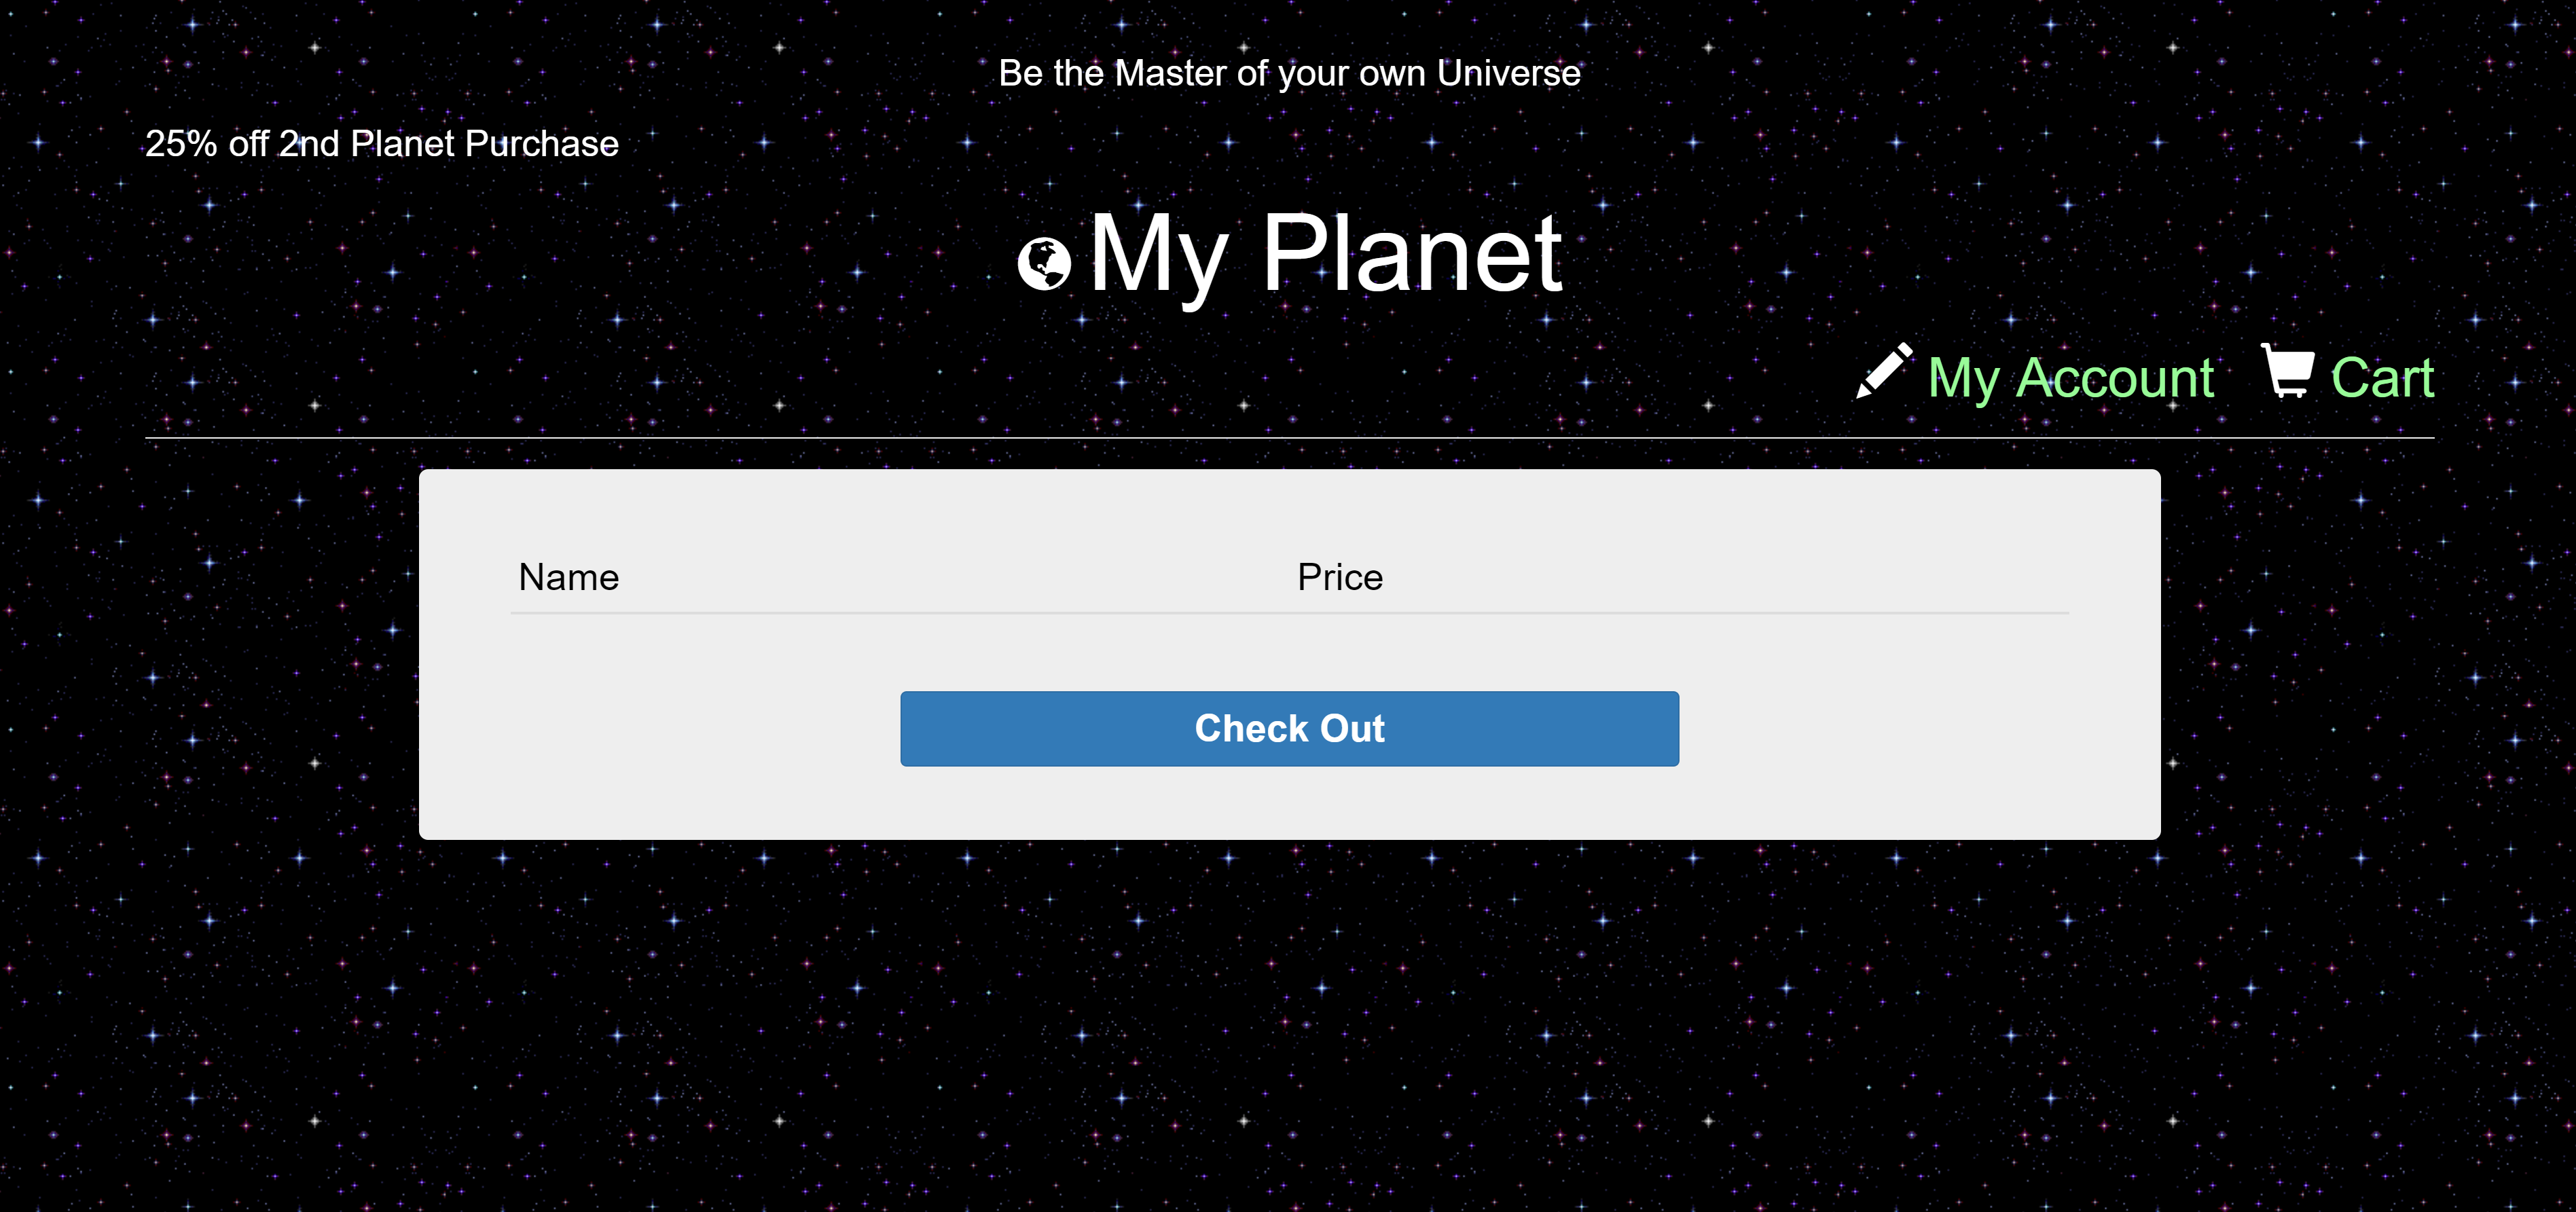 Be the Master of your own Universe
25% off 2nd Planet Purchase
My Planet
My Account Cart
Name Price
Check Out